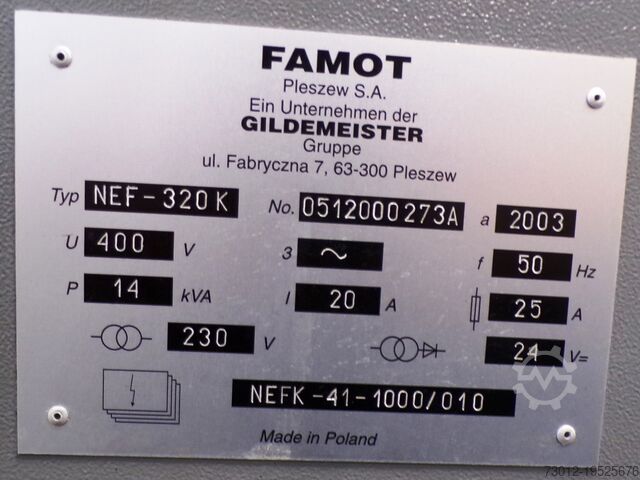 FAMOT
Pleszew S.A.
Ein Unternehmen der
GILDEMEISTER
Gruppe
ul. Fabryczna 7, 63-300 Pleszew
Typ NEF-320K No. 0512000273A a 2003
U 400 V 3 ~ f 50 Hz
P 14 kVA I 20 A 25 A
230 V 24 V=
NEFK-41-1000/010
Made in Poland
73012-19525676